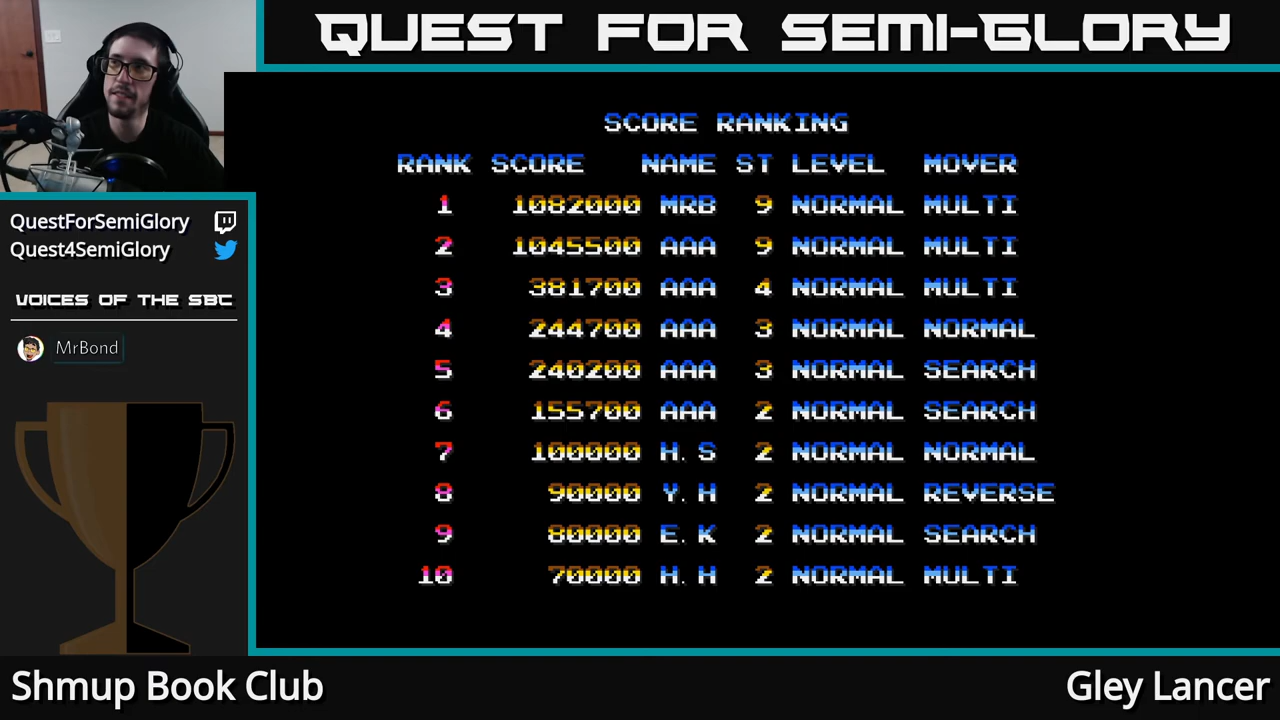 QUEST FOR SEMI-GLORY
QuestForSemiGlory
Quest4SemiGlory
VOICES OF THE SBC
MrBond
SCORE RANKING
RANK SCORE NAME ST LEVEL MOVER
1 1082000 MRB 9 NORMAL MULTI
2 1045500 AAA 9 NORMAL MULTI
3 381700 AAA 4 NORMAL MULTI
4 244700 AAA 3 NORMAL NORMAL
5 240200 AAA 3 NORMAL SEARCH
6 155700 AAA 2 NORMAL SEARCH
7 100000 H. S 2 NORMAL NORMAL
8 90000 Y. H 2 NORMAL REVERSE
9 80000 E. K 2 NORMAL SEARCH
10 70000 H. H 2 NORMAL MULTI
Shmup Book Club
Gley Lancer